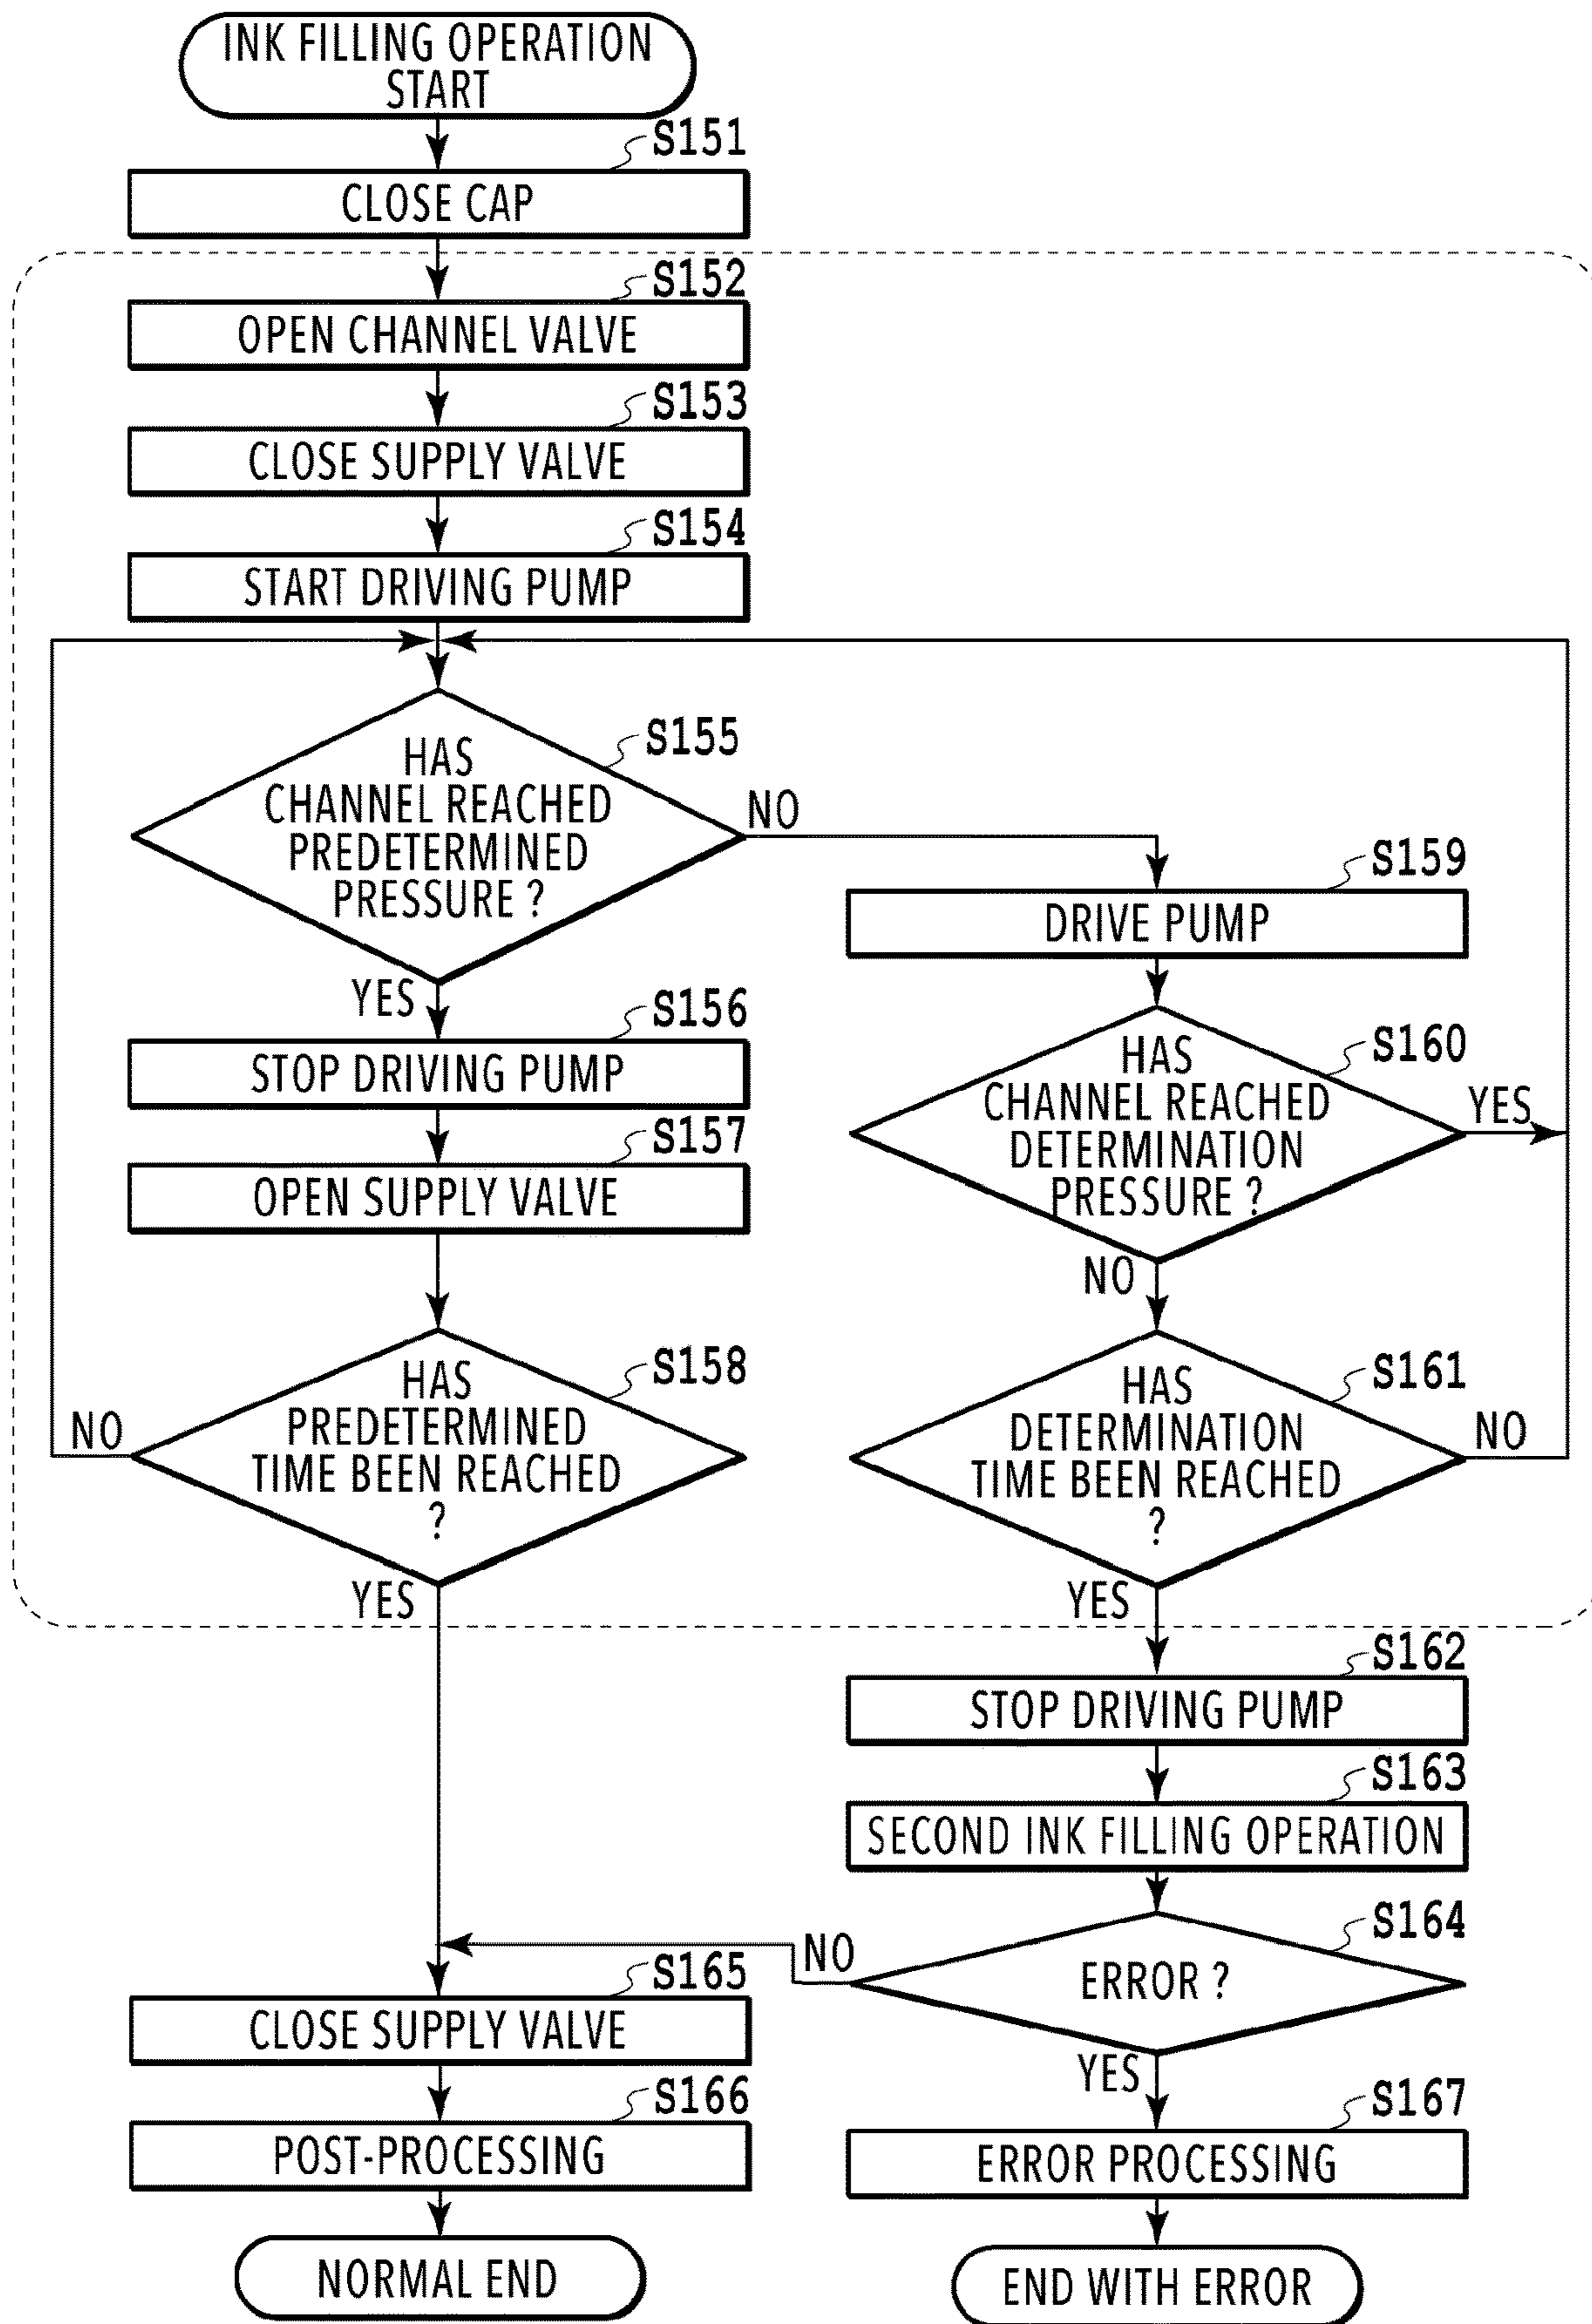 INK FILLING OPERATION
START
S151
CLOSE CAP
S152
OPEN CHANNEL VALVE
S153
CLOSE SUPPLY VALVE
S154
START DRIVING PUMP
S155
HAS
CHANNEL REACHED
PREDETERMINED
PRESSURE ?
NO
YES
S159
DRIVE PUMP
S156
STOP DRIVING PUMP
S160
HAS
CHANNEL REACHED
DETERMINATION
PRESSURE ?
YES
NO
S157
OPEN SUPPLY VALVE
S158
HAS
PREDETERMINED
TIME BEEN REACHED
?
NO
YES
S161
HAS
DETERMINATION
TIME BEEN REACHED
?
NO
YES
S162
STOP DRIVING PUMP
S163
SECOND INK FILLING OPERATION
S164
ERROR ?
NO
YES
S165
CLOSE SUPPLY VALVE
S166
POST-PROCESSING
NORMAL END
S167
ERROR PROCESSING
END WITH ERROR